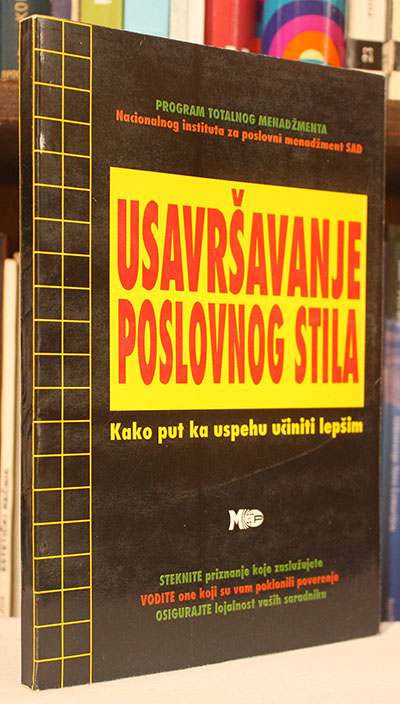 PROGRAM TOTALNOG MENADŽMENTA
Nacionalnog instituta za poslovni menadžment SAD
USAVRŠAVANJE
POSLOVNOG STILA
Kako put ka uspehu učiniti lepšim
STEKNITE priznanje koje zaslužujete
VODITE one koji su vam poklonili poverenje
OSIGURAJTE lojalnost vaših saradnika
23